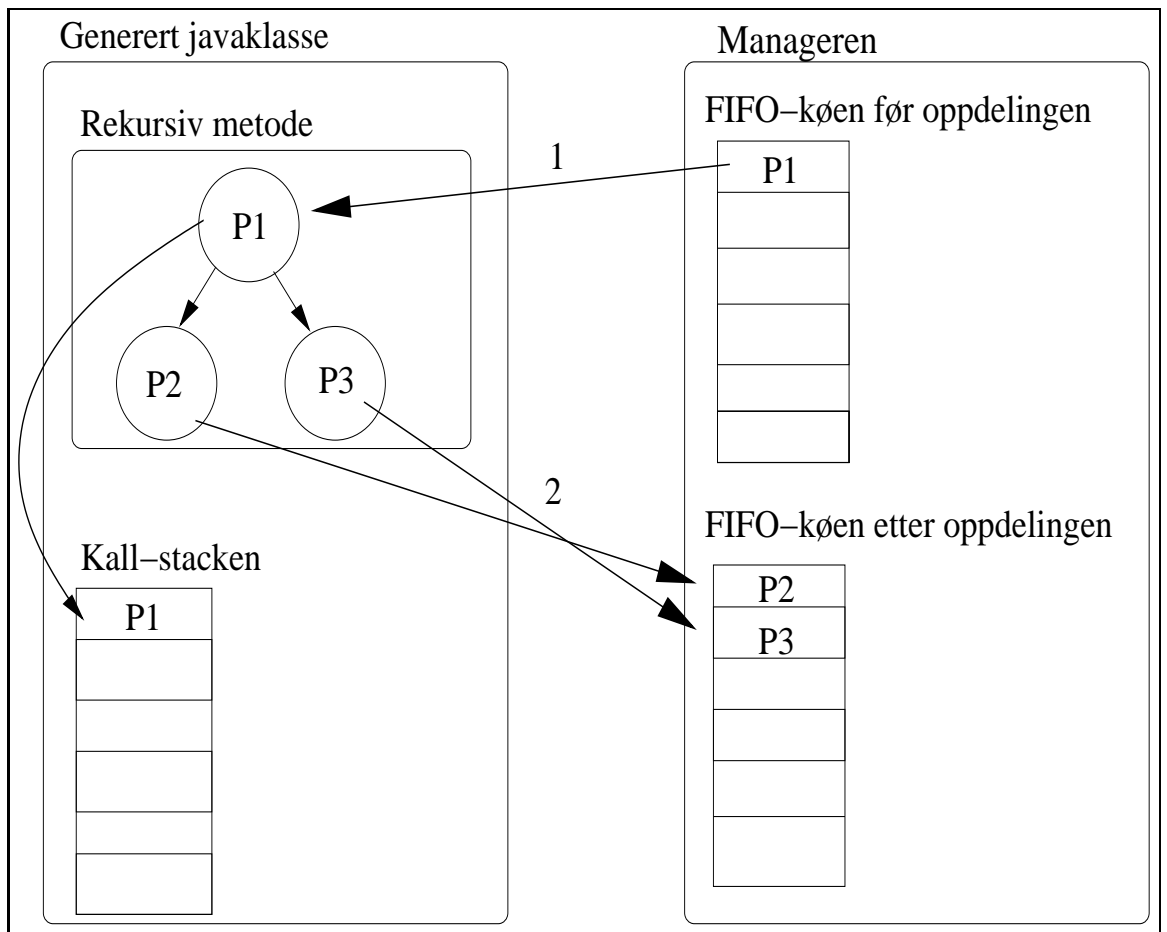 Generert javaklasse
Manageren
Rekursiv metode
FIFO–køen før oppdelingen
1
P1
P1
P2
P3
2
Kall–stacken
P1
FIFO–køen etter oppdelingen
P2
P3